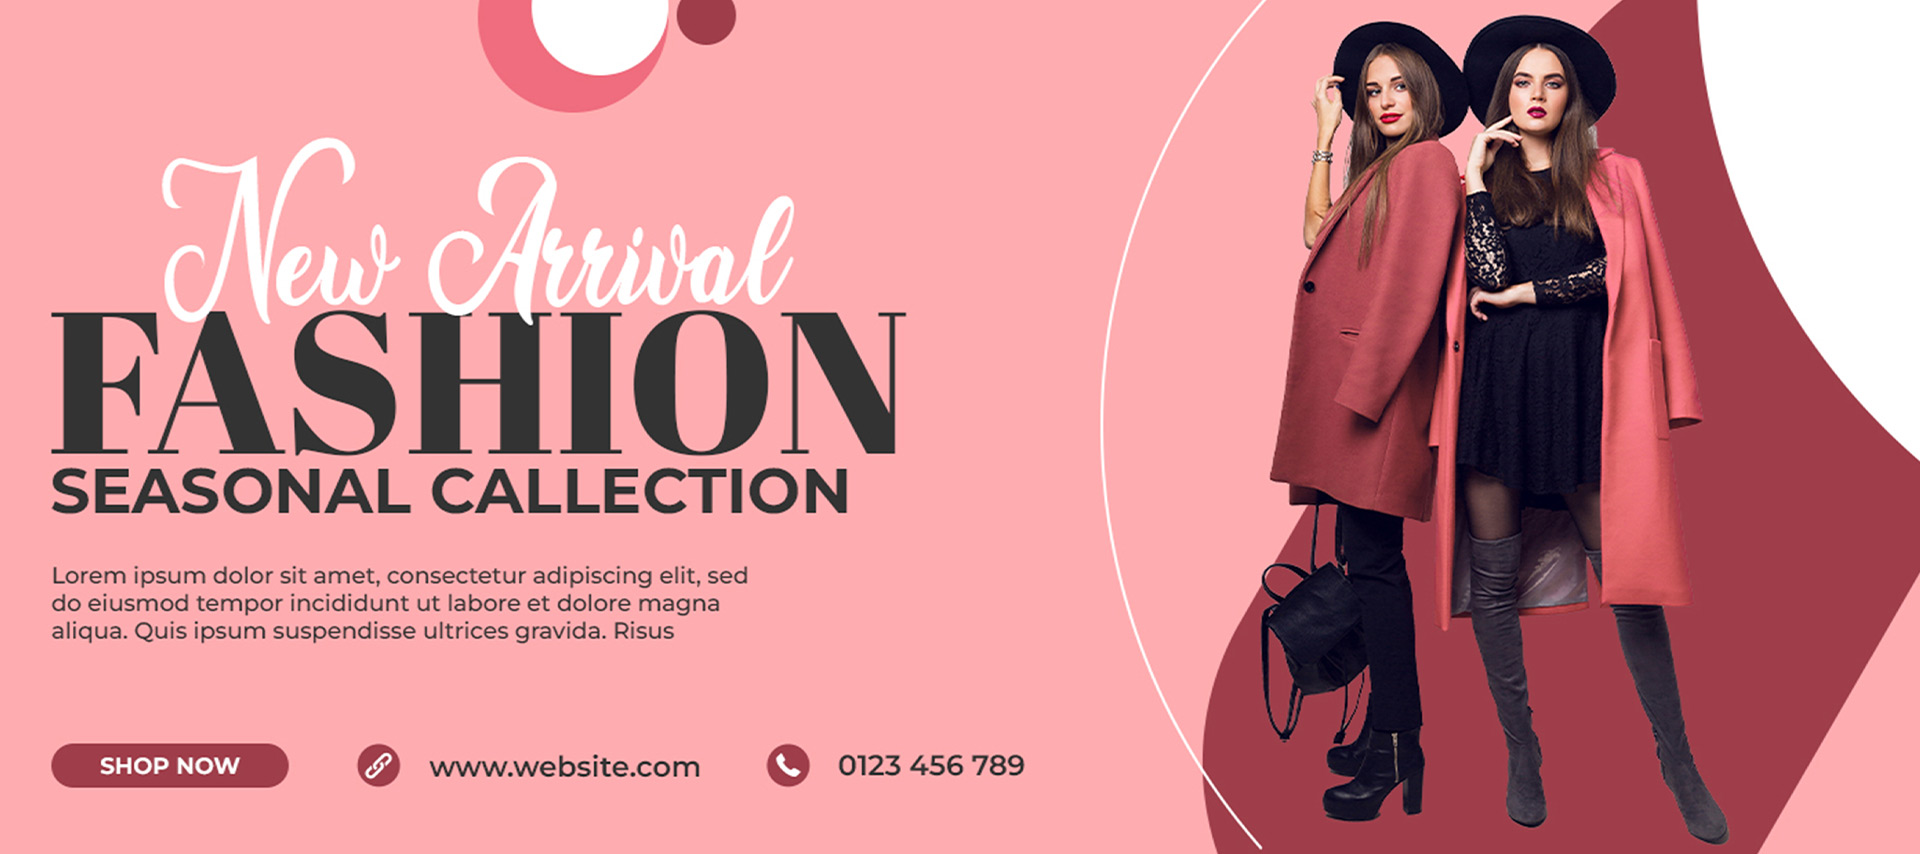 New Arrival
FASHION
SEASONAL CALLECTION
Lorem ipsum dolor sit amet, consectetur adipiscing elit, sed
do eiusmod tempor incididunt ut labore et dolore magna
aliqua. Quis ipsum suspendisse ultrices gravida. Risus
SHOP NOW
www.website.com
0123 456 789